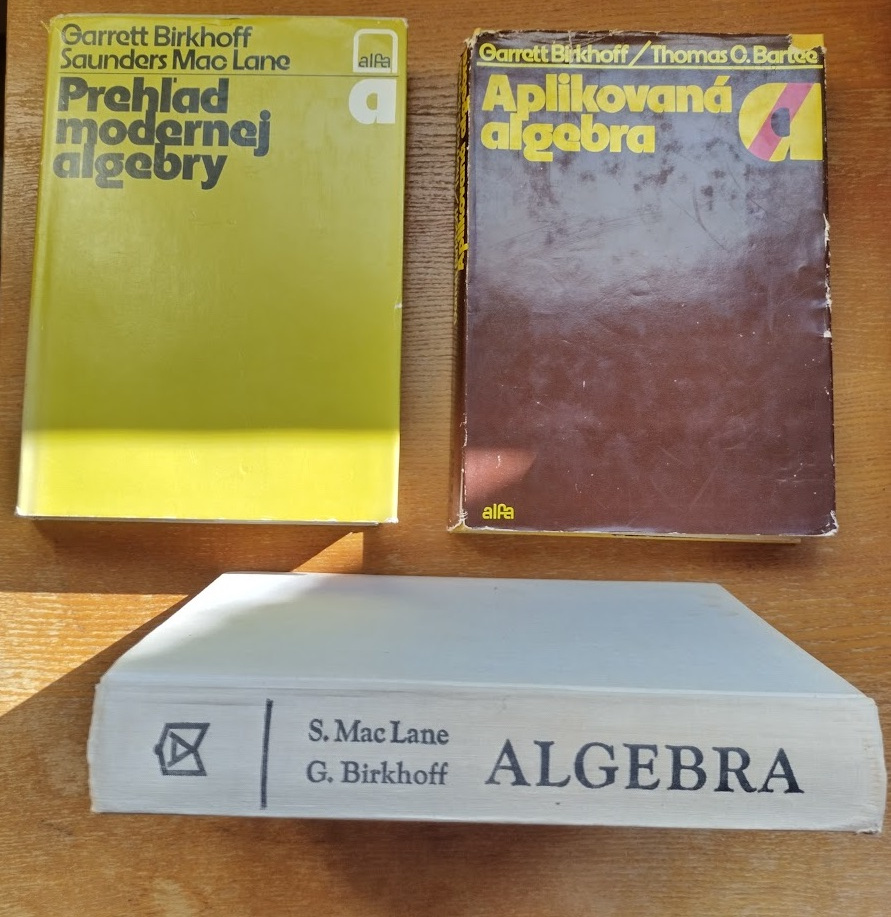 Garrett Birkhoff
Saunders Mac Lane
alfa
a
Prehľad
modernej
algebry
Garrett Birkhoff / Thomas O. Bartee
Aplikovaná
algebra
a
alfa
S. Mac Lane
G. Birkhoff
ALGEBRA